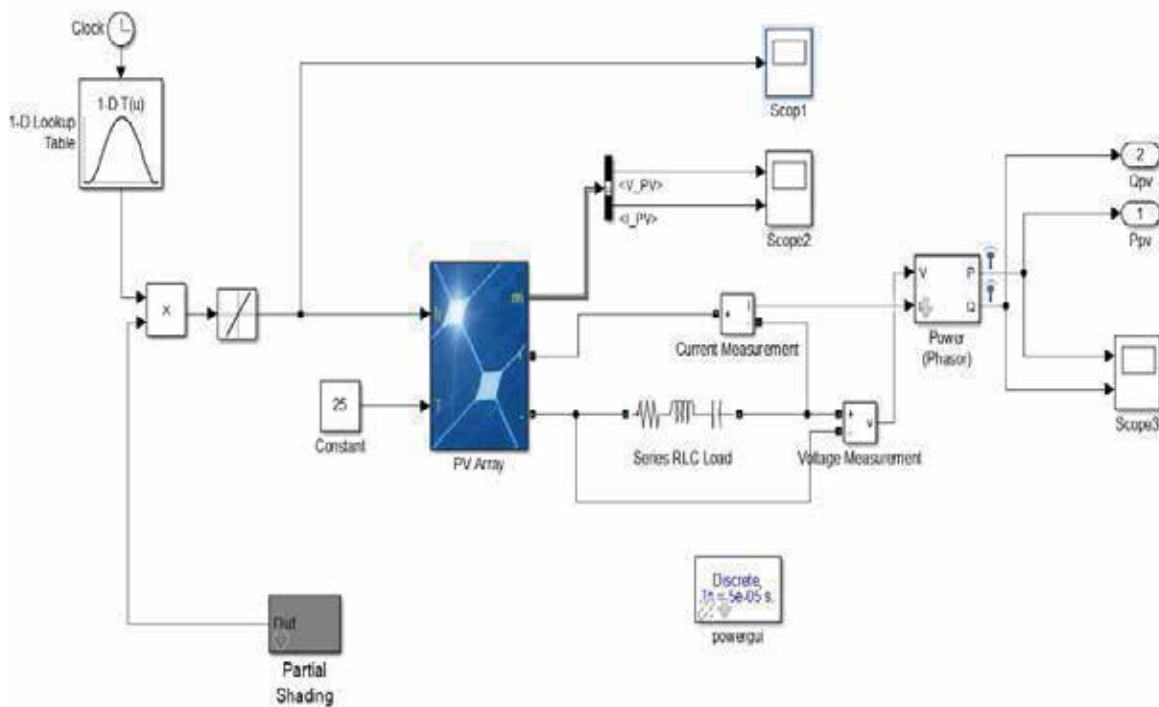 Clock
1-D T(u)
1-D Lookup
Table
Scop1
<V_PV>
<I_PV>
Scope2
2
Qpv
1
Ppv
V
P
I
Q
Power
(Phasor)
Scope3
X
Ir
m
+
T
-
PV Array
25
Constant
+
i
-
Current Measurement
Series RLC Load
+
-
v
Voltage Measurement
Discrete,
Ts = 5e-05 s.
powergui
Out
Partial
Shading